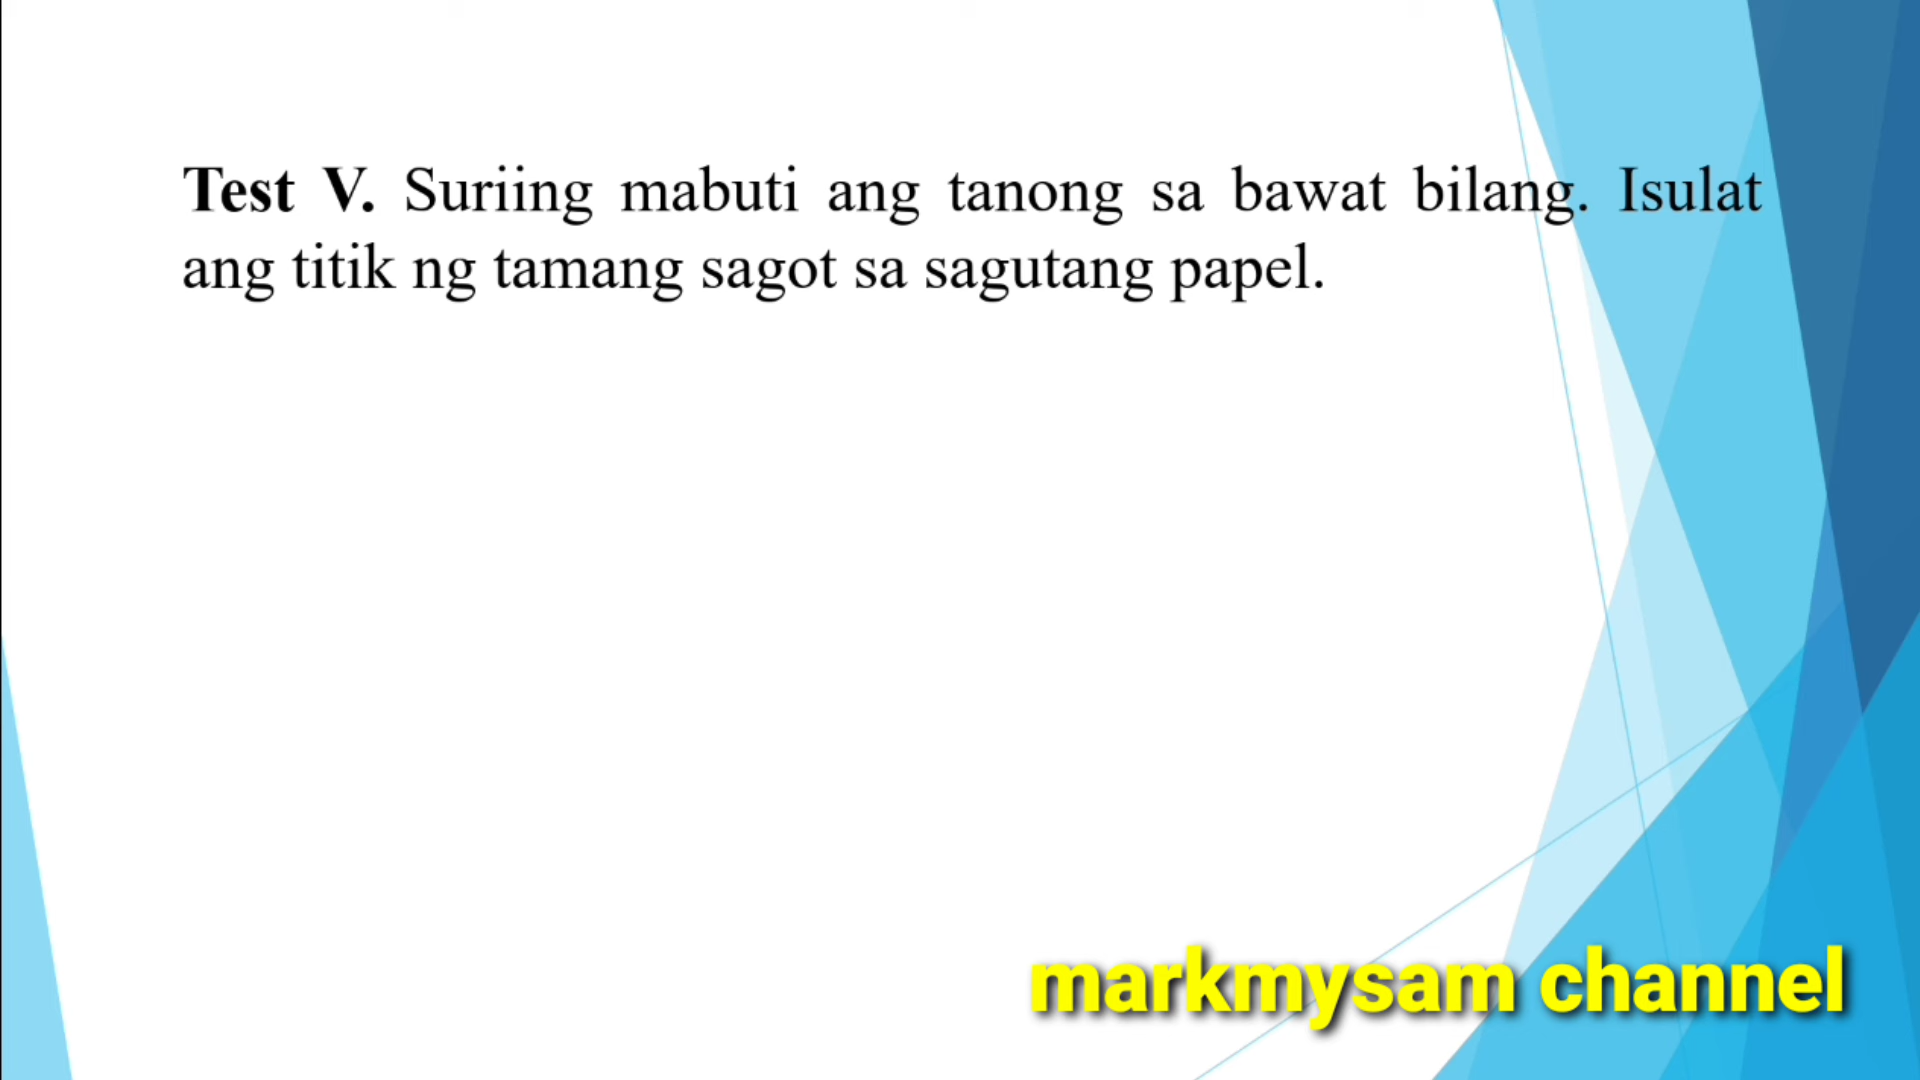 Test V. Suriing mabuti ang tanong sa bawat bilang. Isulat
ang titik ng tamang sagot sa sagutang papel.
markmysam channel